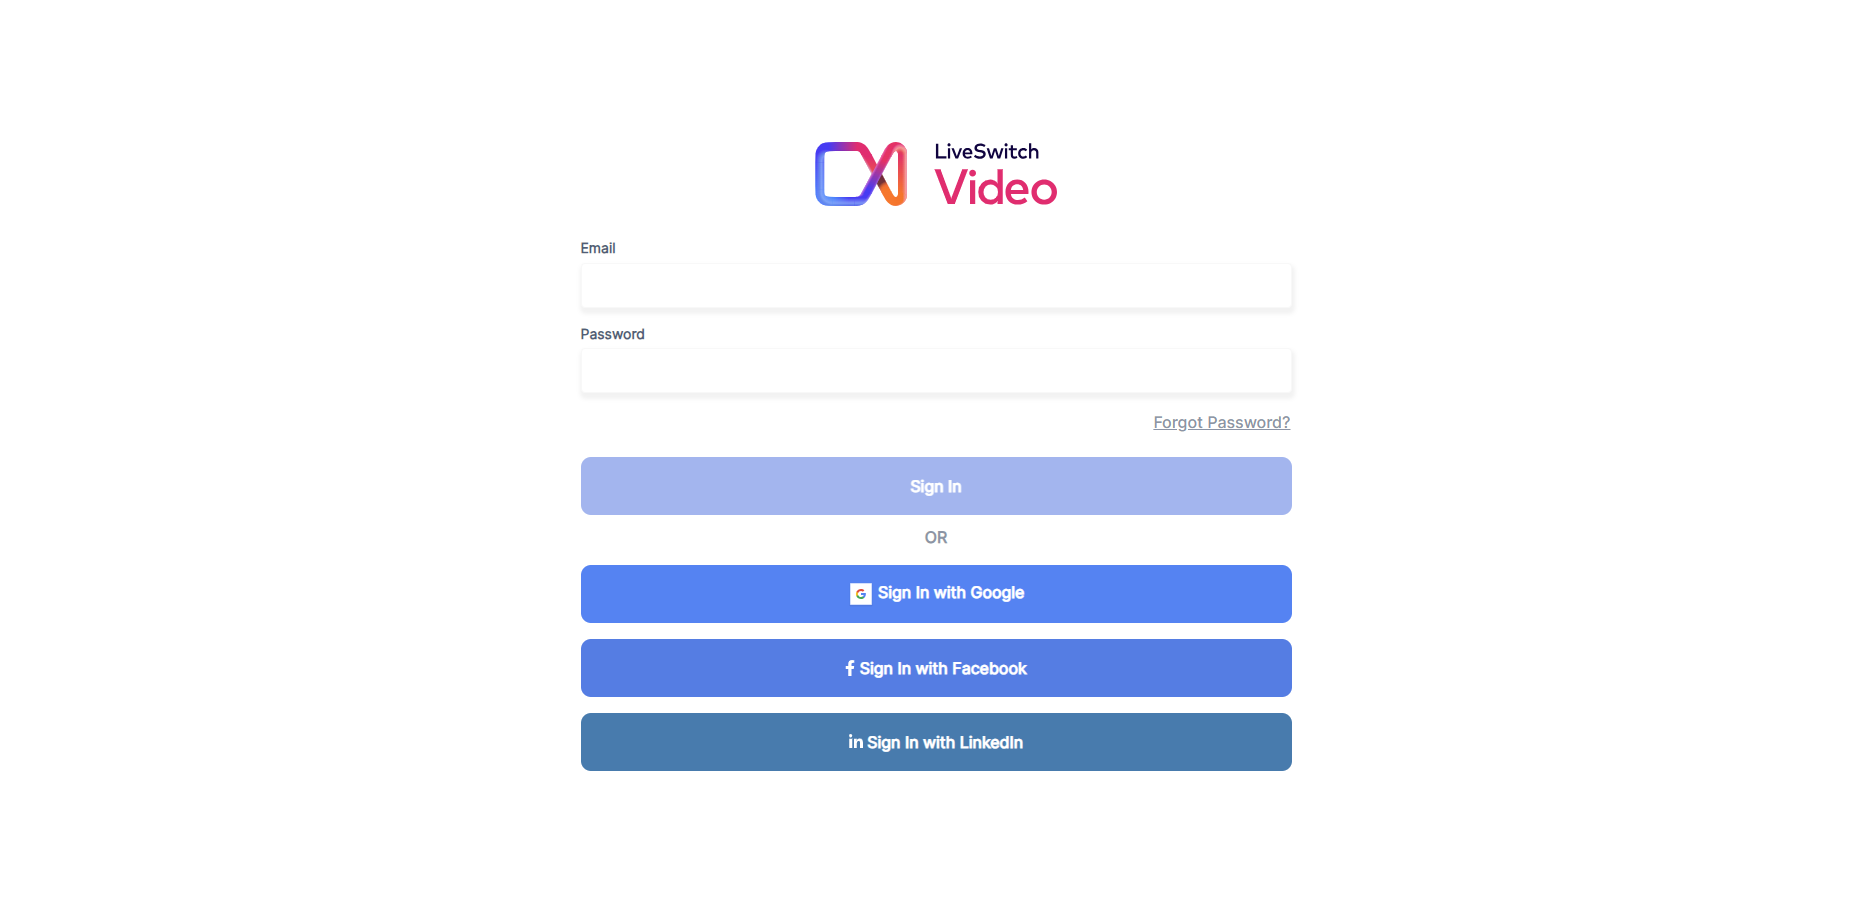 LiveSwitch
Video
Email
Password
Forgot Password?
Sign In
OR
Sign In with Google
Sign In with Facebook
Sign In with LinkedIn